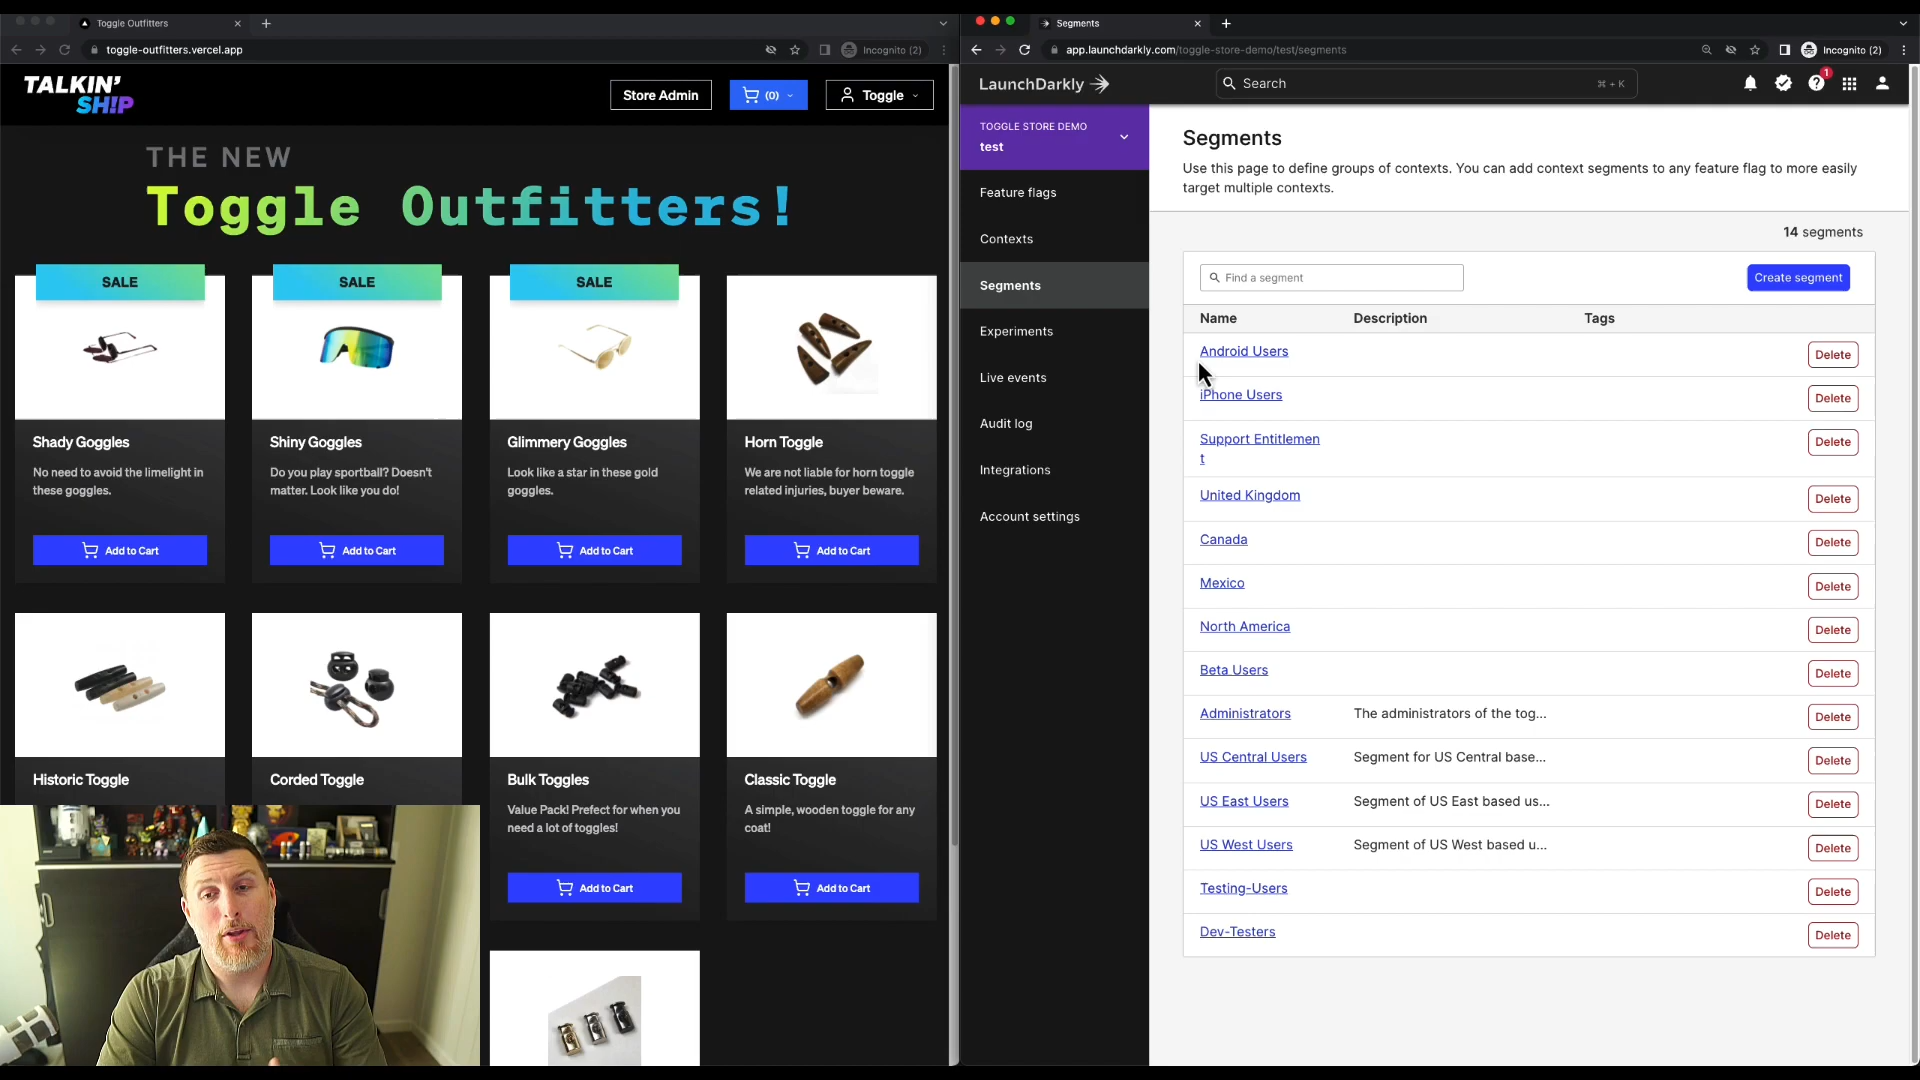 Toggle Outfitters
toggle-outfitters.vercel.app
Incognito (2)
TALKIN'
SH!P
Store Admin
(0)
Toggle
THE NEW
Toggle Outfitters!
SALE
SALE
SALE
Shady Goggles
No need to avoid the limelight in
these goggles.
Add to Cart
Shiny Goggles
Do you play sportball? Doesn't
matter. Look like you do!
Add to Cart
Glimmery Goggles
Look like a star in these gold
goggles.
Add to Cart
Horn Toggle
We are not liable for horn toggle
related injuries, buyer beware.
Add to Cart
Historic Toggle
Corded Toggle
Bulk Toggles
Value Pack! Prefect for when you
need a lot of toggles!
Add to Cart
Classic Toggle
A simple, wooden toggle for any
coat!
Add to Cart
Segments
app.launchdarkly.com/toggle-store-demo/test/segments
Incognito (2)
LaunchDarkly
Search
⌘ + K
1
TOGGLE STORE DEMO
test
Feature flags
Contexts
Segments
Experiments
Live events
Audit log
Integrations
Account settings
Segments
Use this page to define groups of contexts. You can add context segments to any feature flag to more easily
target multiple contexts.
14 segments
Find a segment
Create segment
Name Description Tags
Android Users Delete
iPhone Users Delete
Support Entitlemen Delete
t
United Kingdom Delete
Canada Delete
Mexico Delete
North America Delete
Beta Users Delete
Administrators The administrators of the tog... Delete
US Central Users Segment for US Central base... Delete
US East Users Segment of US East based us... Delete
US West Users Segment of US West based u... Delete
Testing-Users Delete
Dev-Testers Delete